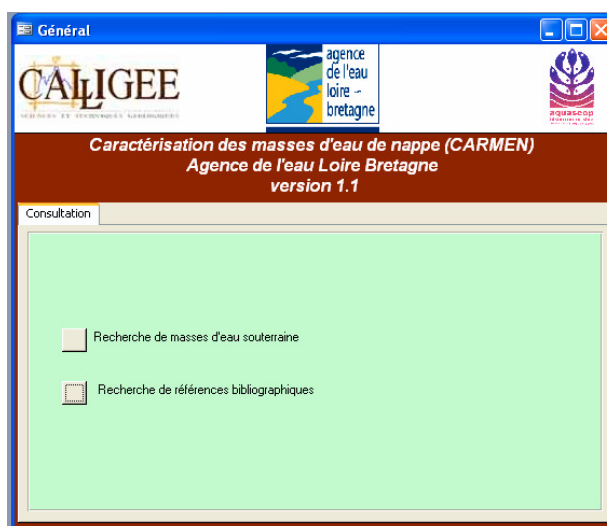 Général
CALLIGEE
agence
de l'eau
loire –
bretagne
aquascop
Caractérisation des masses d'eau de nappe (CARMEN)
Agence de l'eau Loire Bretagne
version 1.1
Consultation
Recherche de masses d'eau souterraine
Recherche de références bibliographiques